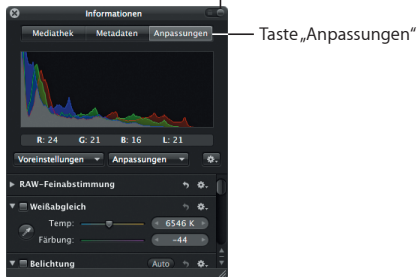 Informationen
Mediathek Metadaten Anpassungen
Taste „Anpassungen“
R: 24 G: 21 B: 16 L: 21
Voreinstellungen Anpassungen
RAW-Feinabstimmung
Weißabgleich
Temp: 6546 K
Färbung: -44
Belichtung Auto